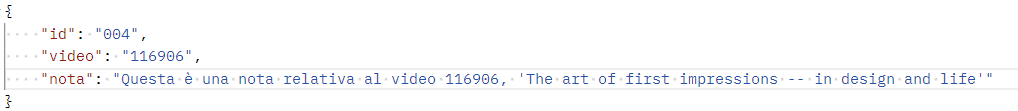 {
    "id": "004",
    "video": "116906",
    "nota": "Questa è una nota relativa al video 116906, 'The art of first impressions -- in design and life'"
}